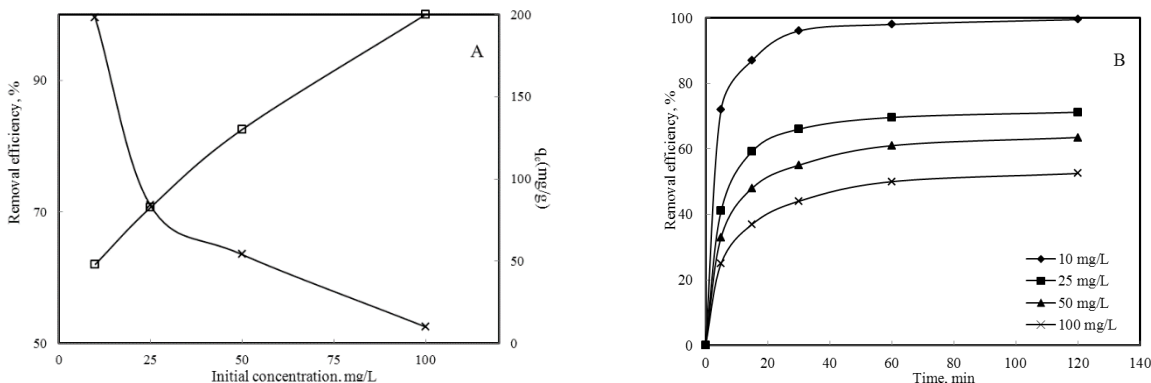 A
Removal efficiency, %
90
70
50
200
150
100
50
0
qe(mg/g)
0 25 50 75 100
Initial concentration, mg/L
B
Removal efficiency, %
100
80
60
40
20
0
10 mg/L
25 mg/L
50 mg/L
100 mg/L
0 20 40 60 80 100 120 140
Time, min